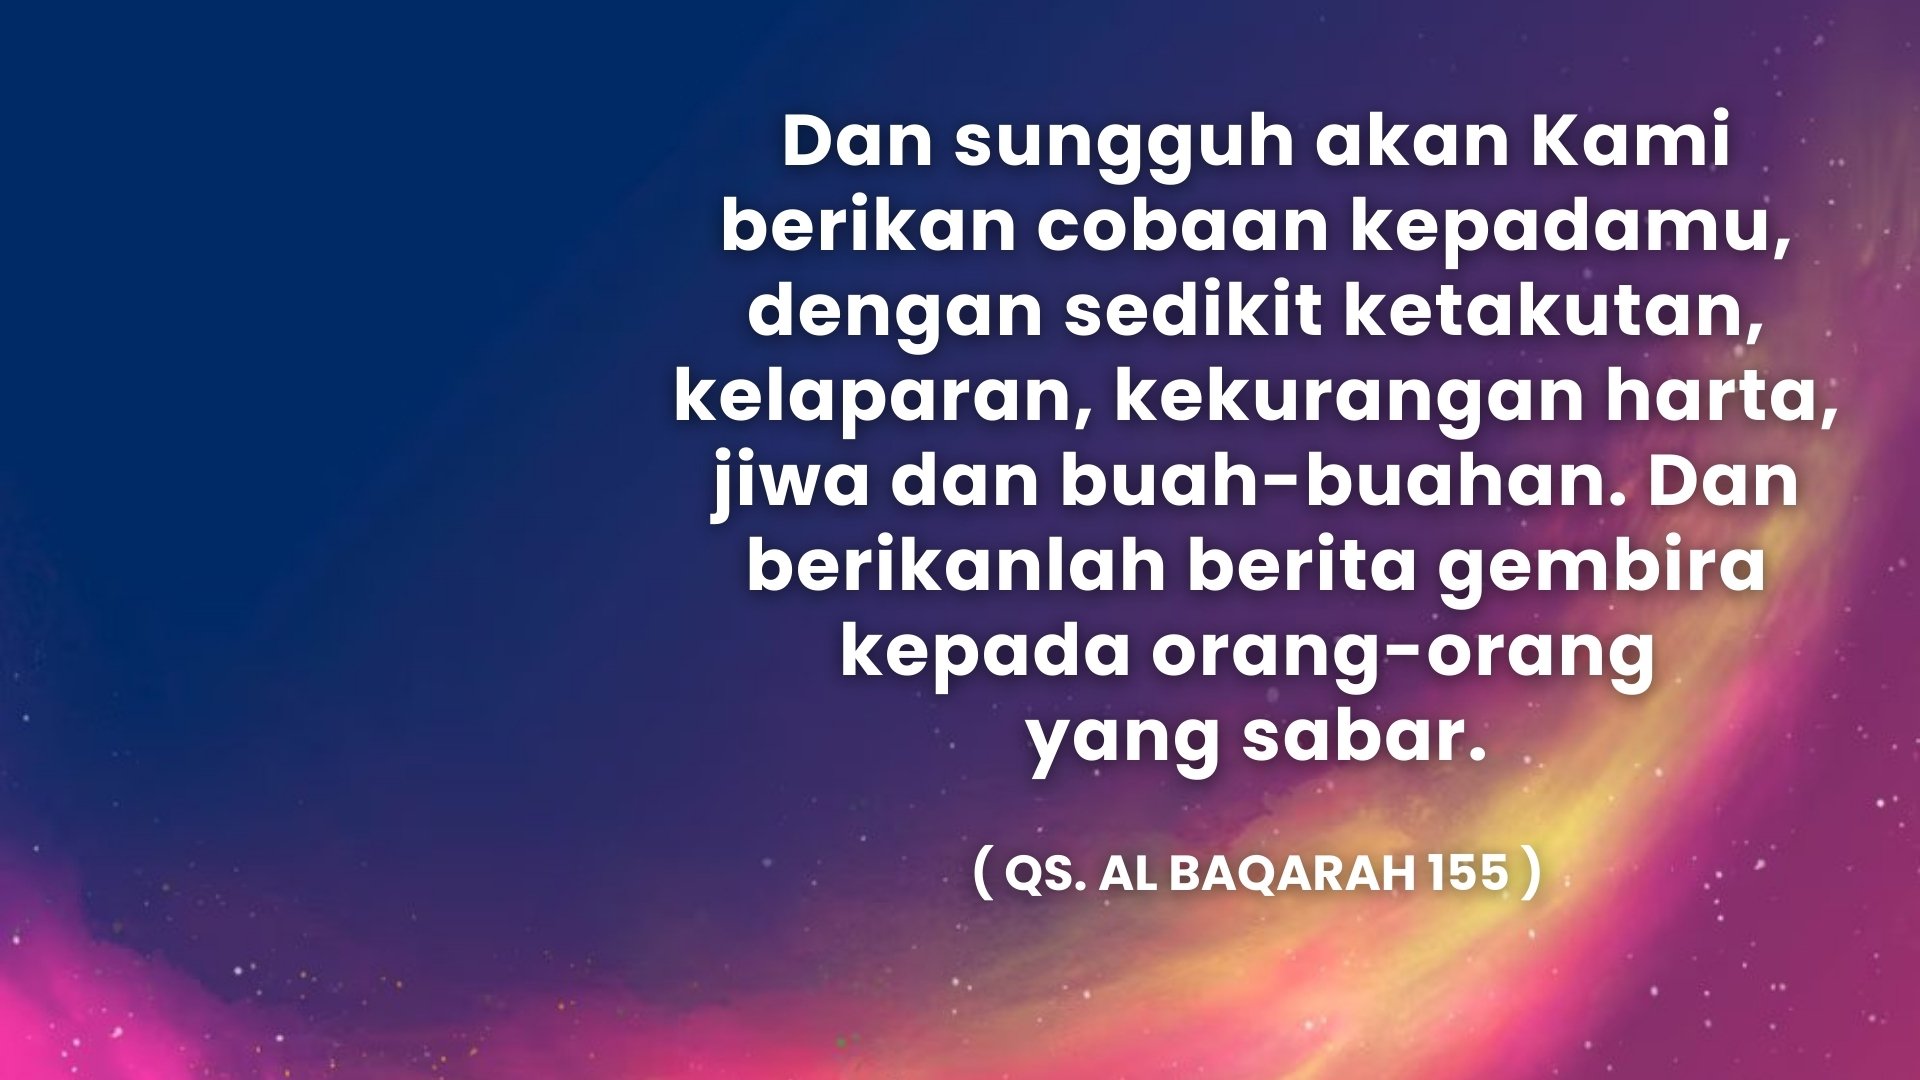 Dan sungguh akan Kami
berikan cobaan kepadamu,
dengan sedikit ketakutan,
kelaparan, kekurangan harta,
jiwa dan buah-buahan. Dan
berikanlah berita gembira
kepada orang-orang
yang sabar.
( QS. AL BAQARAH 155 )